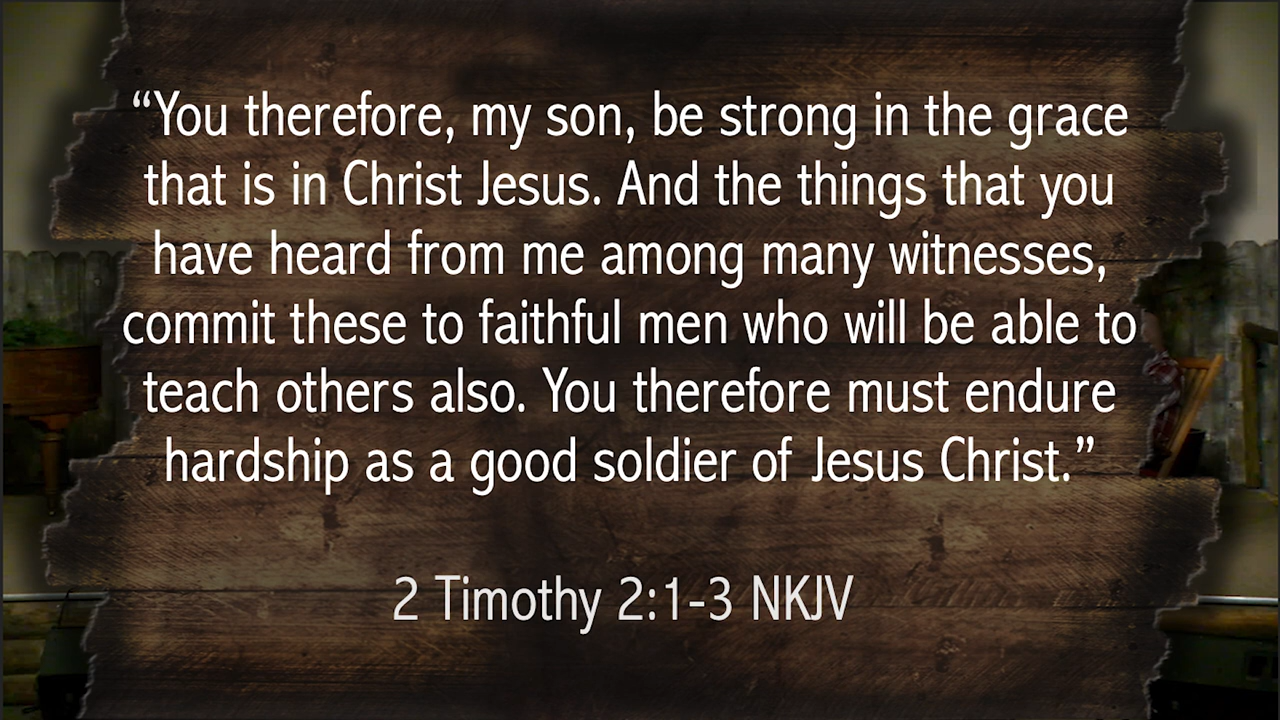 “You therefore, my son, be strong in the grace
that is in Christ Jesus. And the things that you
have heard from me among many witnesses,
commit these to faithful men who will be able to
teach others also. You therefore must endure
hardship as a good soldier of Jesus Christ.”
2 Timothy 2:1-3 NKJV